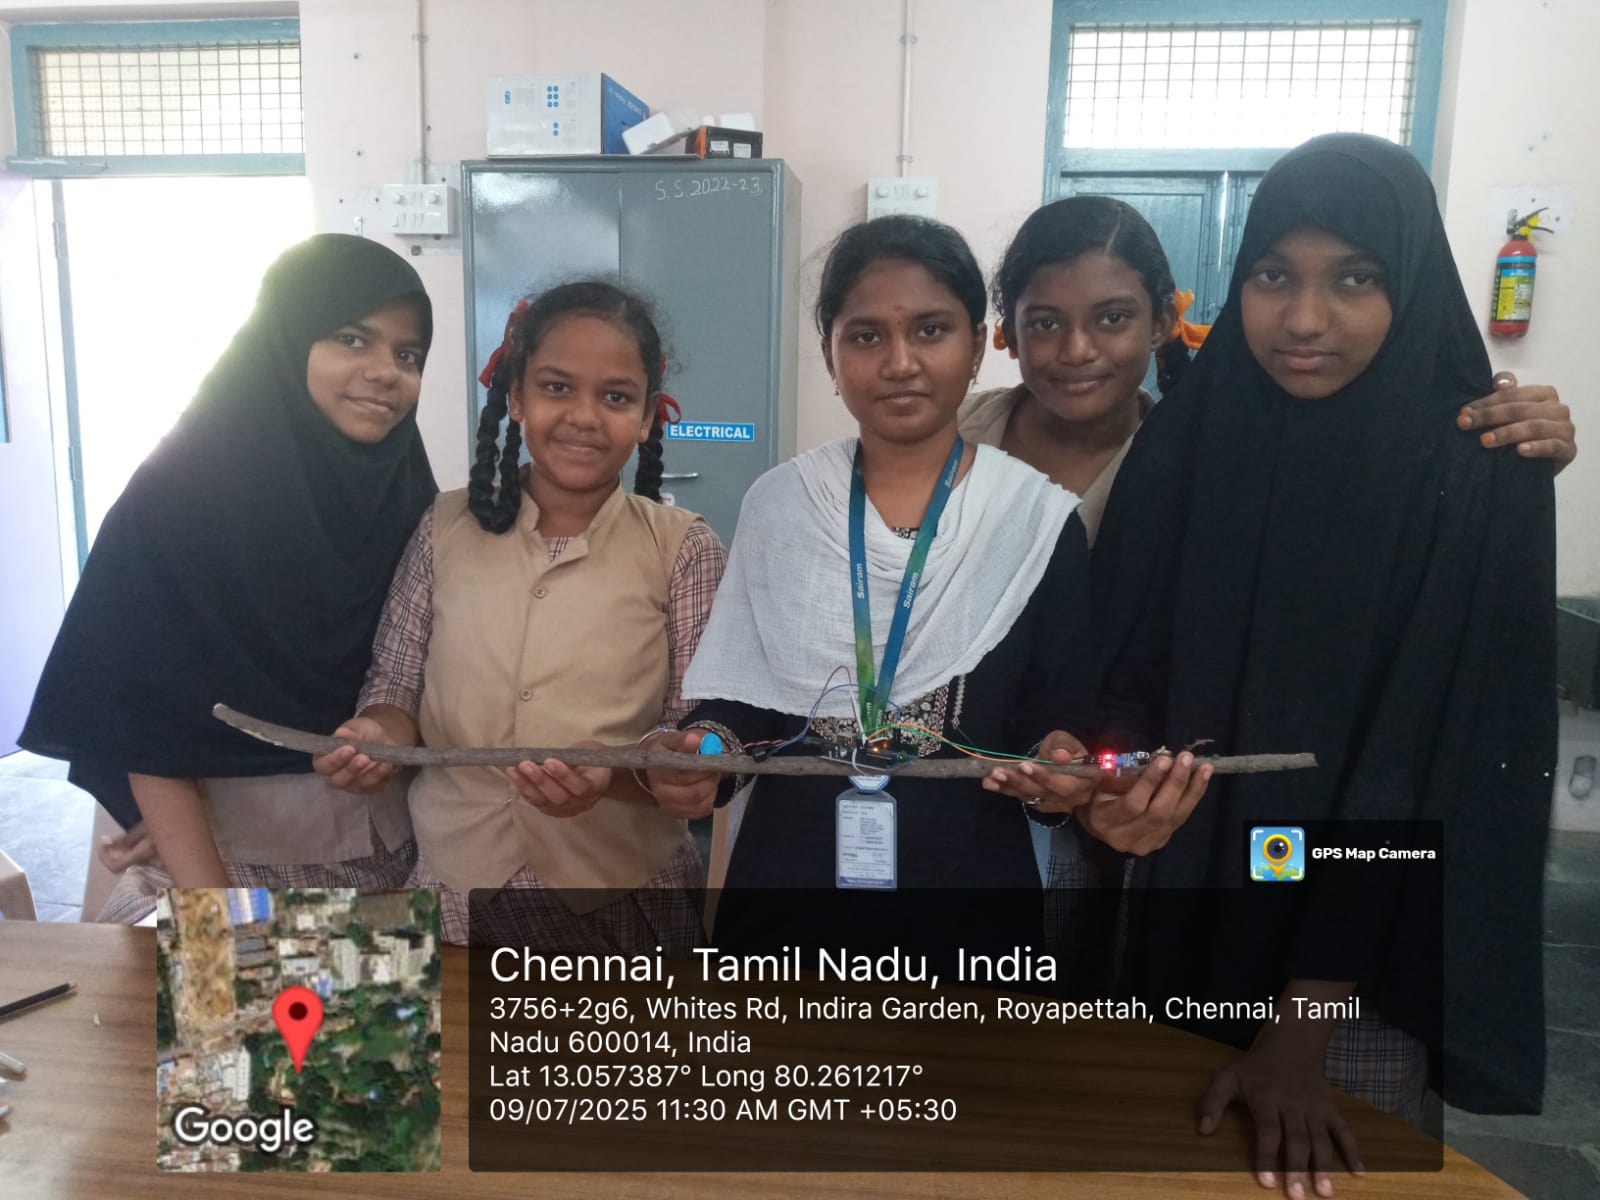 S.S.2022-23.
ELECTRICAL
Sairam
Sairam
Sairam
GPS Map Camera
Chennai, Tamil Nadu, India
3756+2g6, Whites Rd, Indira Garden, Royapettah, Chennai, Tamil
Nadu 600014, India
Lat 13.057387° Long 80.261217°
09/07/2025 11:30 AM GMT +05:30
Google